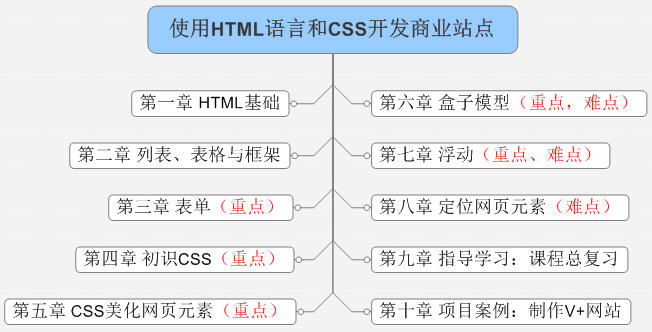 使用HTML语言和CSS开发商业站点
第一章 HTML基础
第二章 列表、表格与框架
第三章 表单（重点）
第四章 初识CSS（重点）
第五章 CSS美化网页元素（重点）
第六章 盒子模型（重点，难点）
第七章 浮动（重点、难点）
第八章 定位网页元素（难点）
第九章 指导学习：课程总复习
第十章 项目案例：制作V+网站